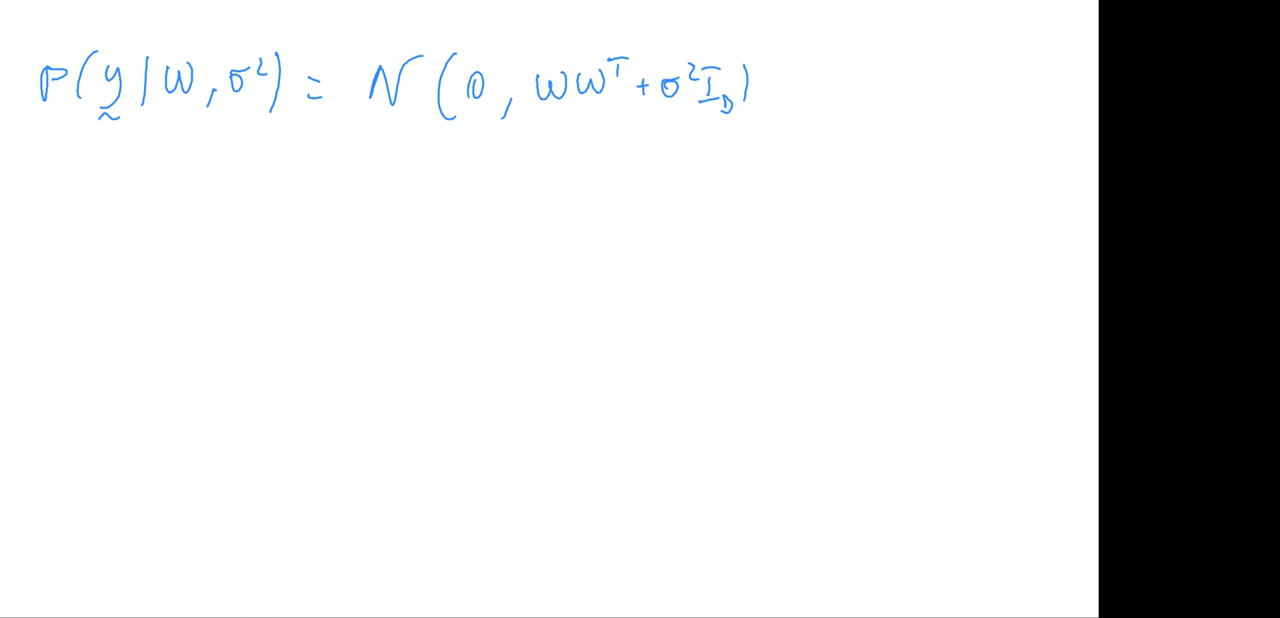 P(y̰ | W, σ²) = N(0, WWᵀ + σ²I_D)